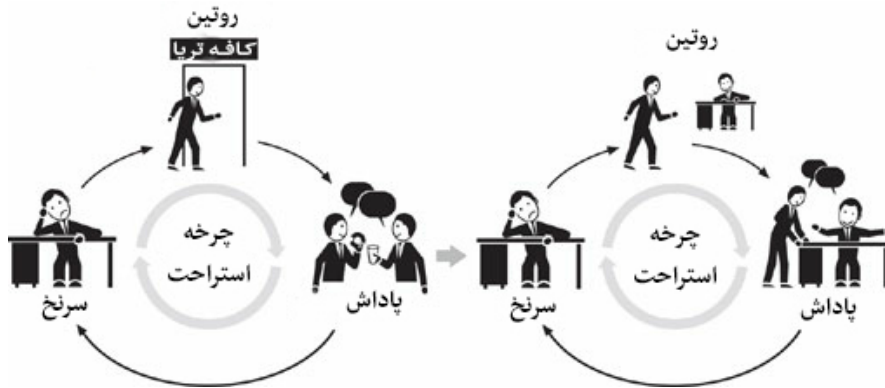 روتین
کافه تریا
چرخه
استراحت
سرنخ
پاداش
روتین
چرخه
استراحت
سرنخ
پاداش